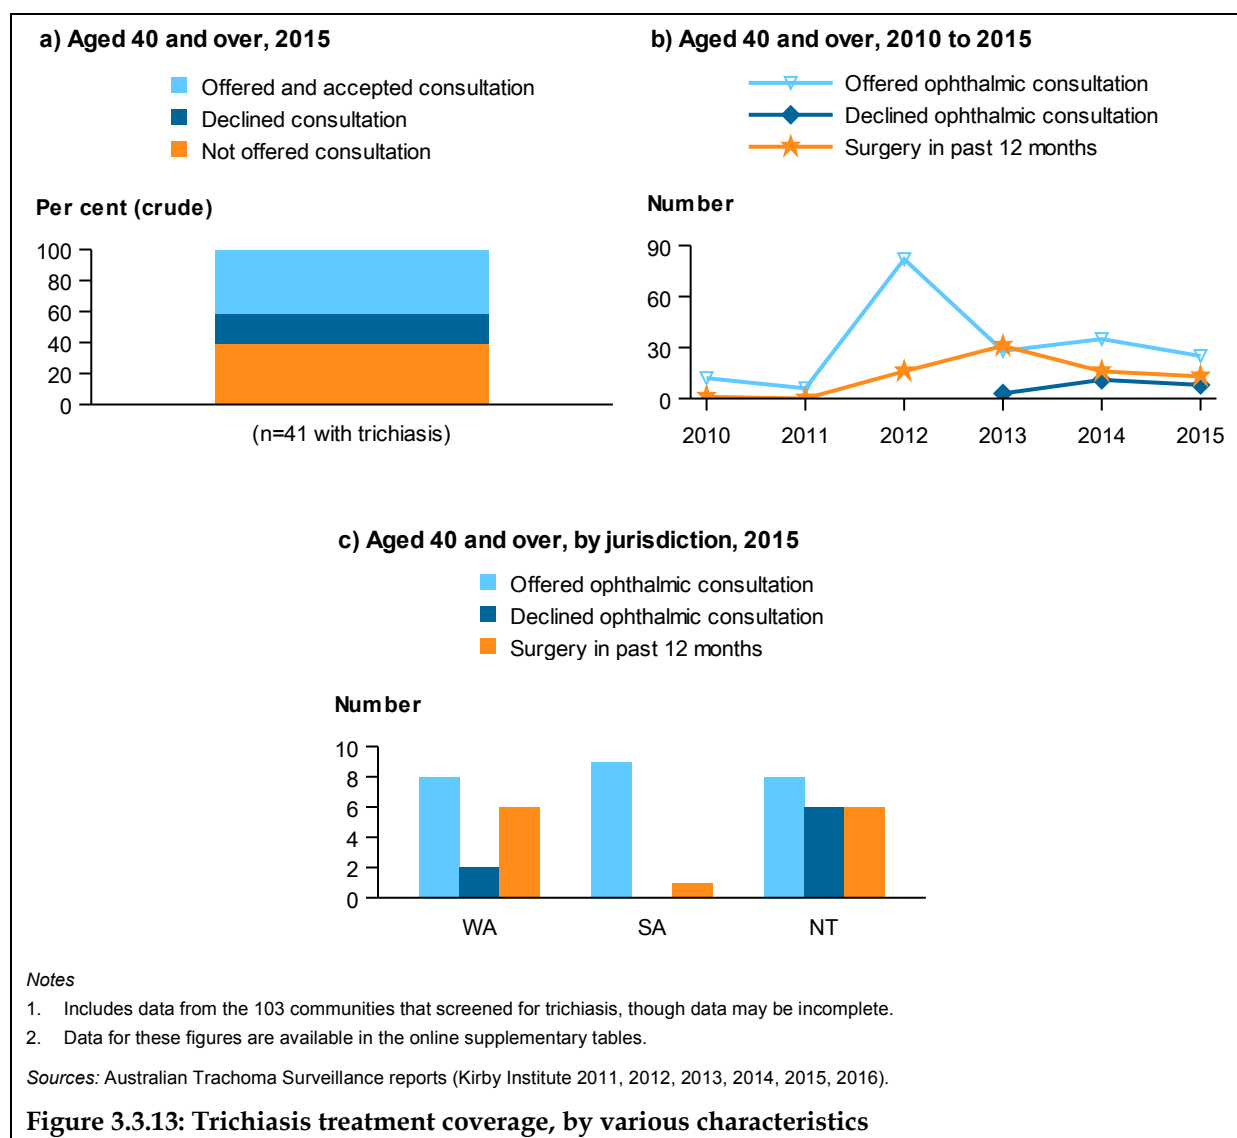 a) Aged 40 and over, 2015
Offered and accepted consultation
Declined consultation
Not offered consultation
Per cent (crude)
100
80
60
40
20
0
(n=41 with trichiasis)
b) Aged 40 and over, 2010 to 2015
Offered ophthalmic consultation
Declined ophthalmic consultation
Surgery in past 12 months
Number
90
60
30
0
2010 2011 2012 2013 2014 2015
c) Aged 40 and over, by jurisdiction, 2015
Offered ophthalmic consultation
Declined ophthalmic consultation
Surgery in past 12 months
Number
10
8
6
4
2
0
WA SA NT
Notes
1. Includes data from the 103 communities that screened for trichiasis, though data may be incomplete.
2. Data for these figures are available in the online supplementary tables.
Sources: Australian Trachoma Surveillance reports (Kirby Institute 2011, 2012, 2013, 2014, 2015, 2016).
Figure 3.3.13: Trichiasis treatment coverage, by various characteristics